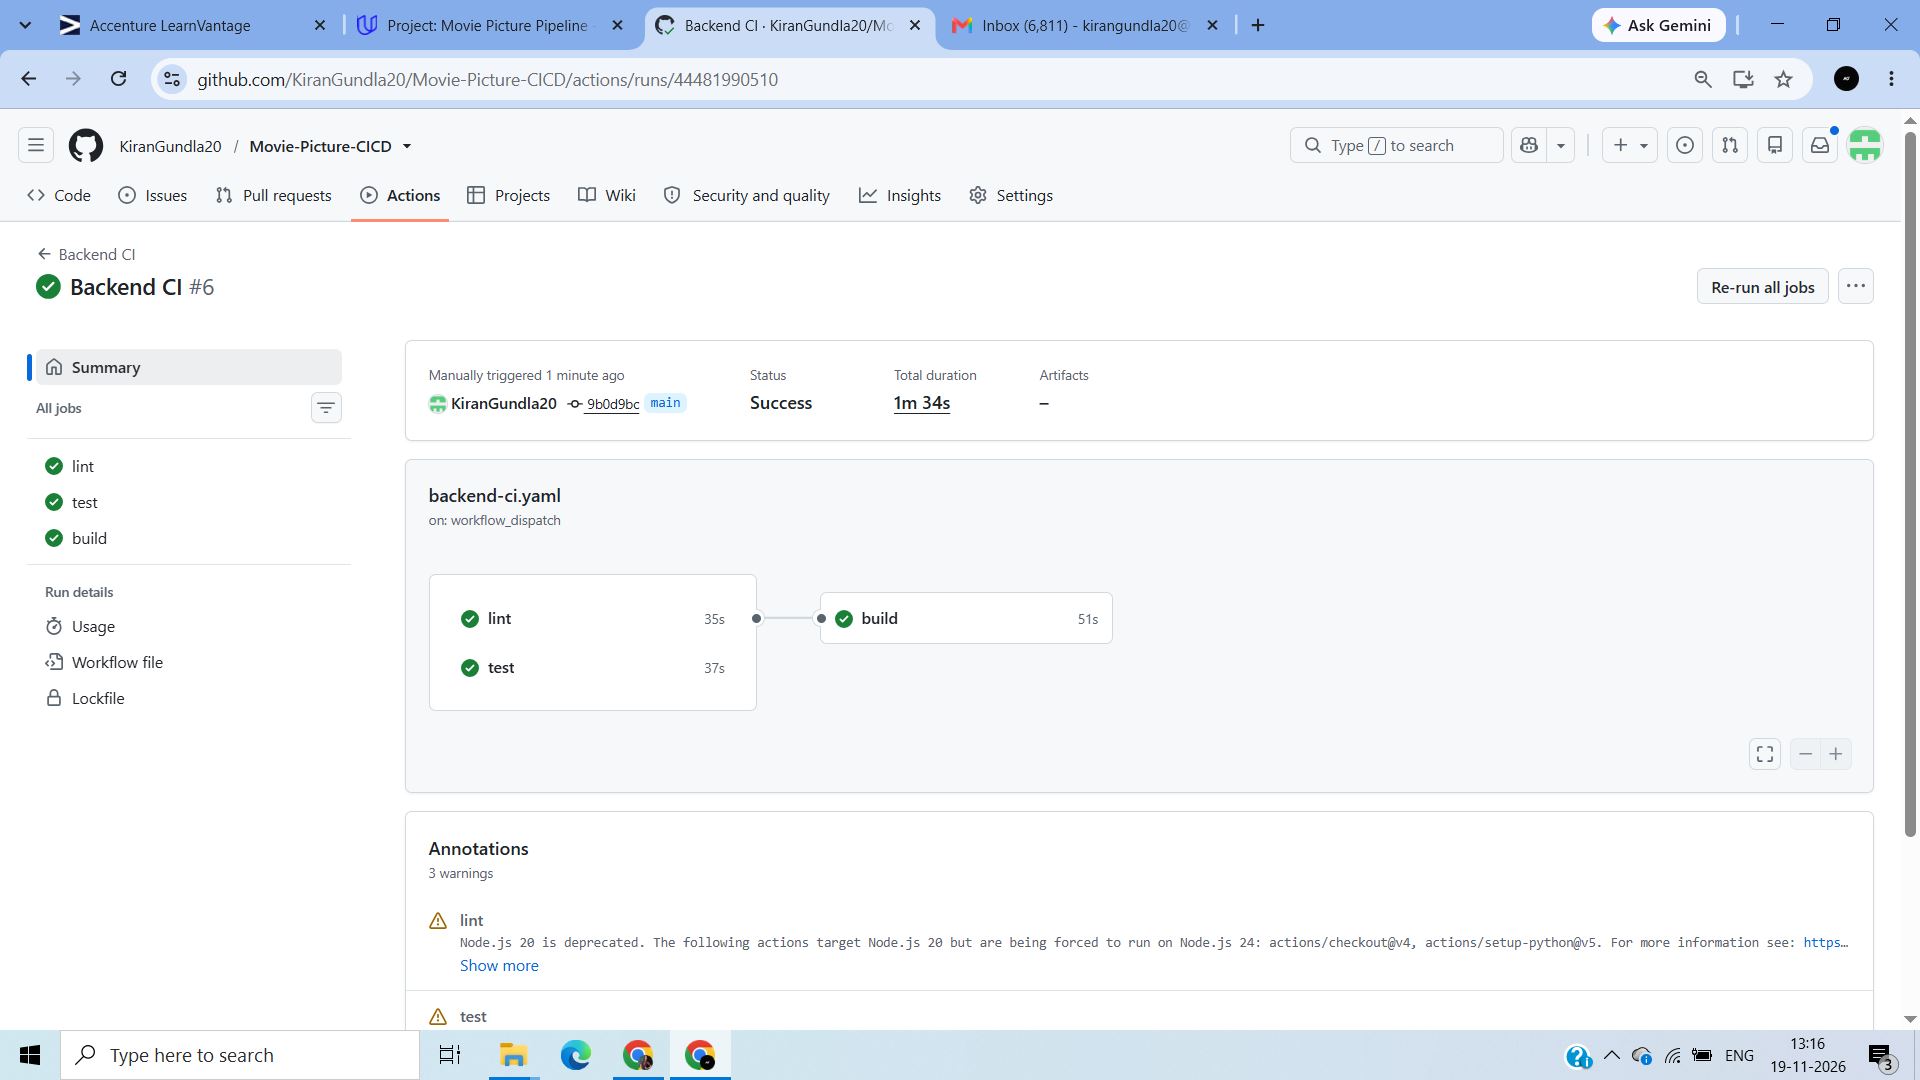 Accenture LearnVantage
Project: Movie Picture Pipeline
Backend CI · KiranGundla20/Mo
Inbox (6,811) - kirangundla20@
Ask Gemini
github.com/KiranGundla20/Movie-Picture-CICD/actions/runs/44481990510
KiranGundla20 / Movie-Picture-CICD
Type / to search
Code
Issues
Pull requests
Actions
Projects
Wiki
Security and quality
Insights
Settings
Backend CI
Backend CI #6
Re-run all jobs
Summary
All jobs
lint
test
build
Run details
Usage
Workflow file
Lockfile
Manually triggered 1 minute ago
KiranGundla20 9b0d9bc main
Status
Success
Total duration
1m 34s
Artifacts
–
backend-ci.yaml
on: workflow_dispatch
lint 35s
test 37s
build 51s
Annotations
3 warnings
lint
Node.js 20 is deprecated. The following actions target Node.js 20 but are being forced to run on Node.js 24: actions/checkout@v4, actions/setup-python@v5. For more information see: https…
Show more
test
Type here to search
ENG
13:16
19-11-2026
3